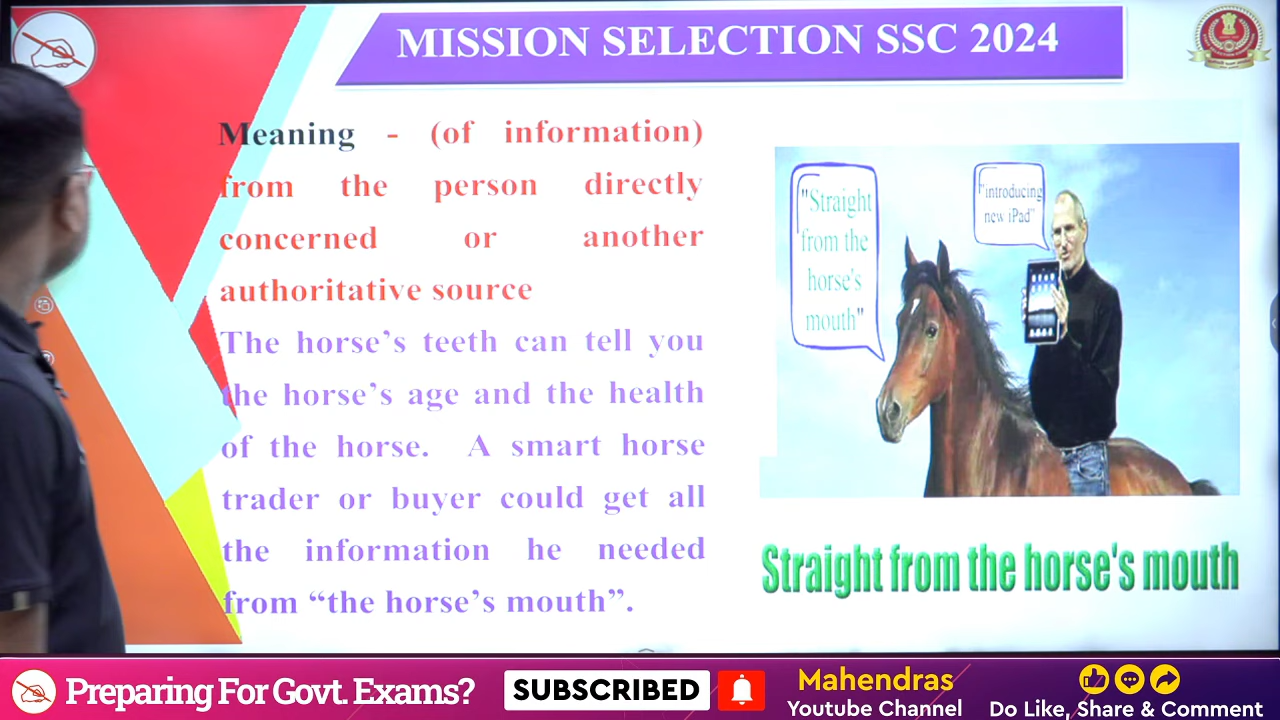 MISSION SELECTION SSC 2024
Meaning - (of information)
from the person directly
concerned or another
authoritative source
The horse's teeth can tell you
the horse's age and the health
of the horse. A smart horse
trader or buyer could get all
the information he needed
from “the horse's mouth”.
"Straight
from the
horse's
mouth"
"introducing
new iPad"
Straight from the horse's mouth
Preparing For Govt. Exams?
SUBSCRIBED
Mahendras
Youtube Channel
Do Like, Share & Comment